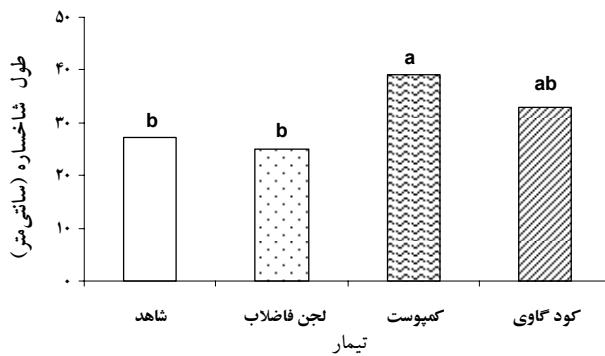 طول شاخساره (سانتی‌متر)
۵۰
۴۰
۳۰
۲۰
۱۰
۰
b
b
a
ab
شاهد
لجن فاضلاب
کمپوست
کود گاوی
تیمار